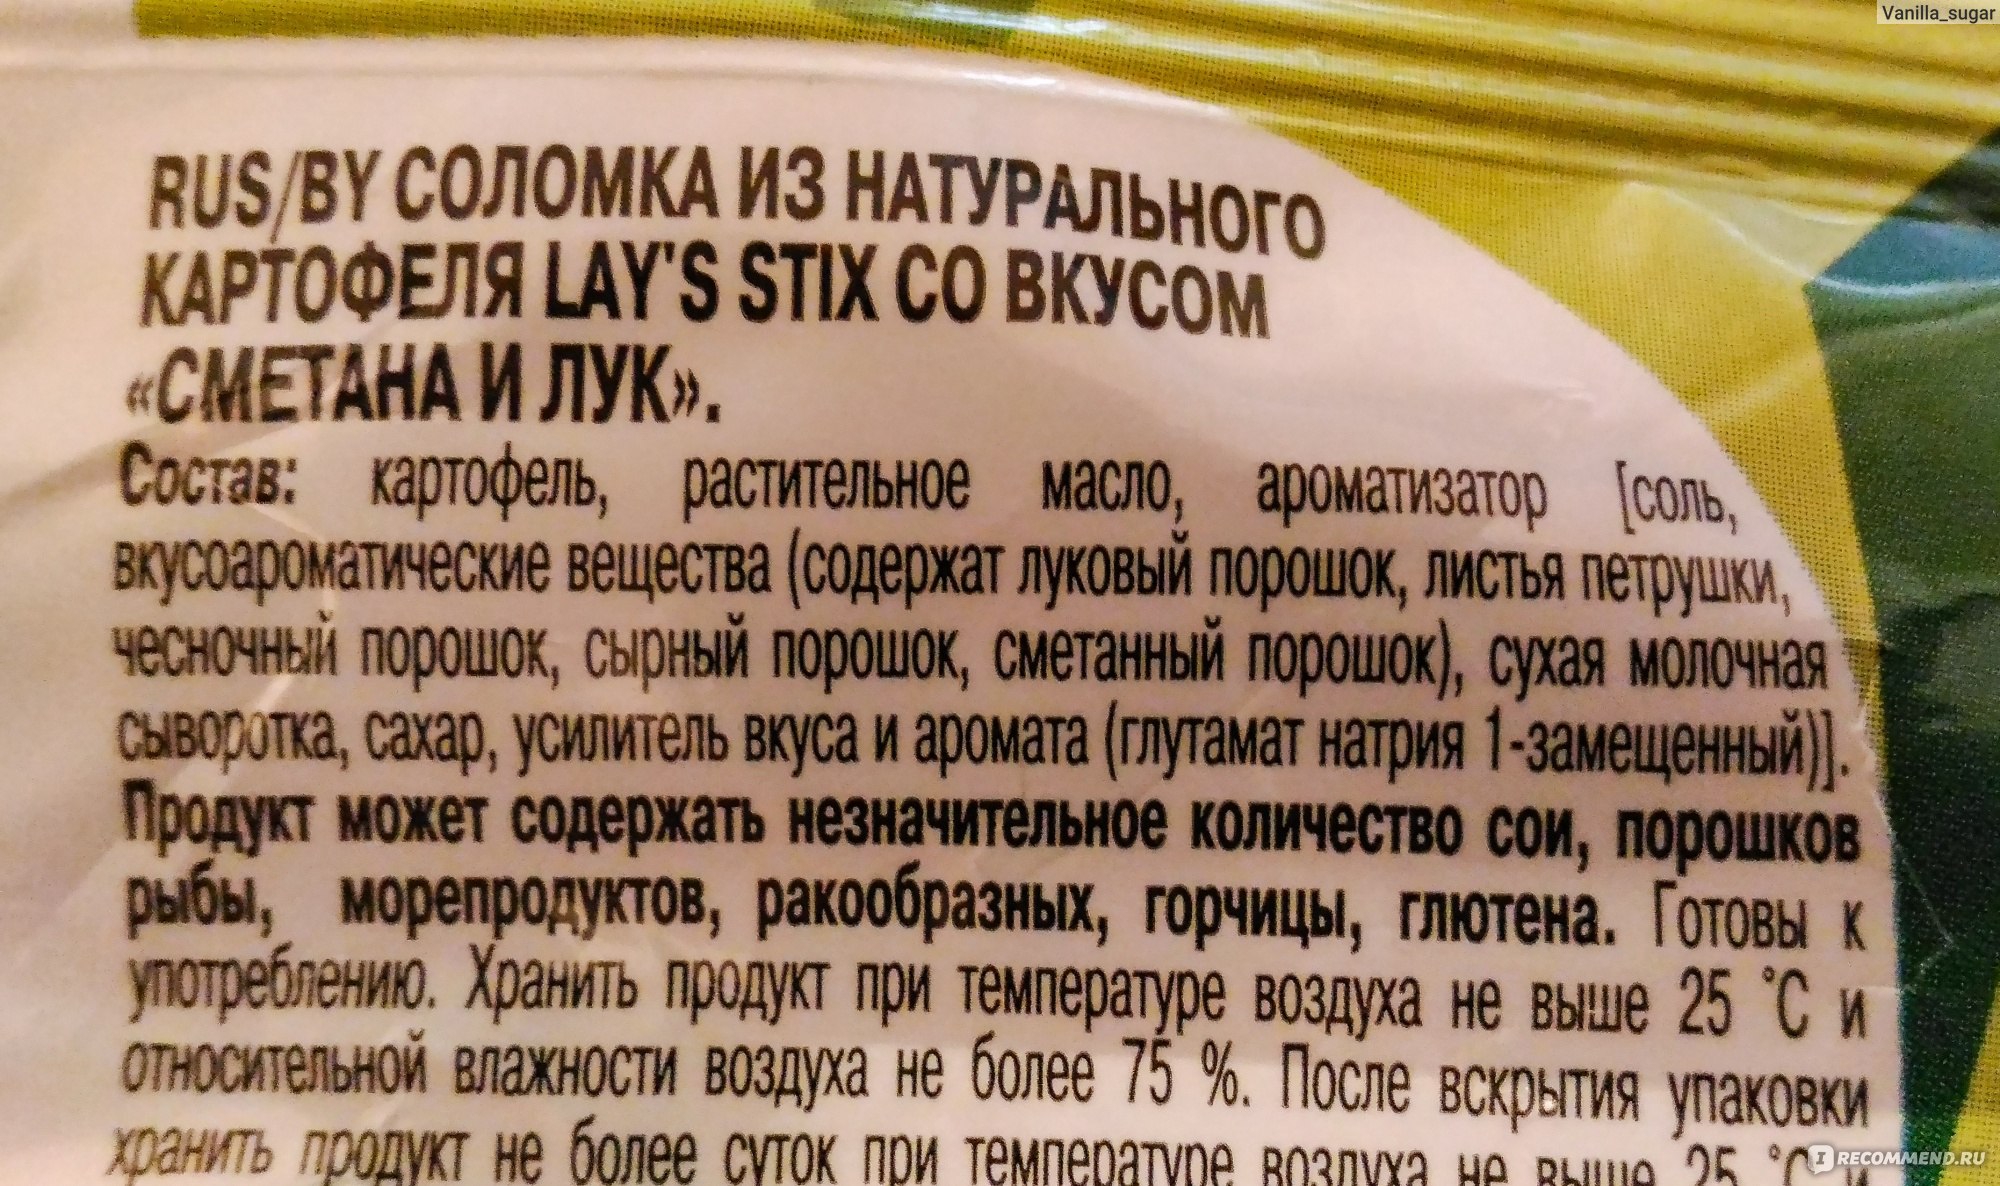 Vanilla_sugar
RUS/BY СОЛОМКА ИЗ НАТУРАЛЬНОГО
КАРТОФЕЛЯ LAY'S STIX СО ВКУСОМ
«СМЕТАНА И ЛУК».
Состав: картофель, растительное масло, ароматизатор [соль,
вкусоароматические вещества (содержат луковый порошок, листья петрушки,
чесночный порошок, сырный порошок, сметанный порошок), сухая молочная
сыворотка, сахар, усилитель вкуса и аромата (глутамат натрия 1-замещенный)].
Продукт может содержать незначительное количество сои, порошков
рыбы, морепродуктов, ракообразных, горчицы, глютена. Готовы к
употреблению. Хранить продукт при температуре воздуха не выше 25 °С и
относительной влажности воздуха не более 75 %. После вскрытия упаковки
хранить продукт не более суток при температуре воздуха не выше 25 °С и
IRECOMMEND.RU